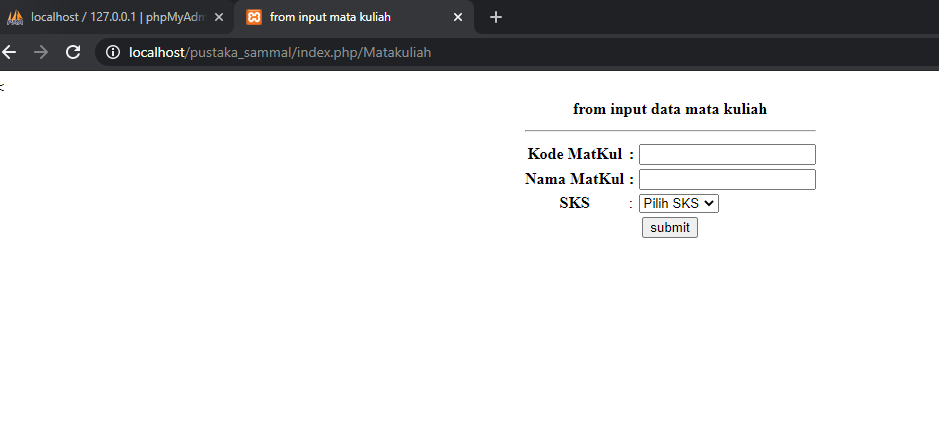 localhost / 127.0.0.1 | phpMyAdm
from input mata kuliah
localhost/pustaka_sammal/index.php/Matakuliah
<
from input data mata kuliah
Kode MatKul :
Nama MatKul :
SKS : Pilih SKS
submit